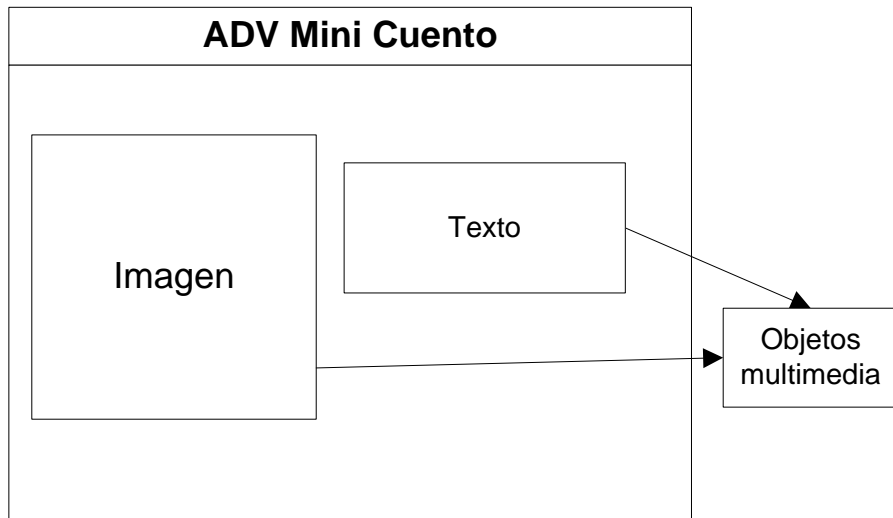 ADV Mini Cuento
Imagen
Texto
Objetos
multimedia